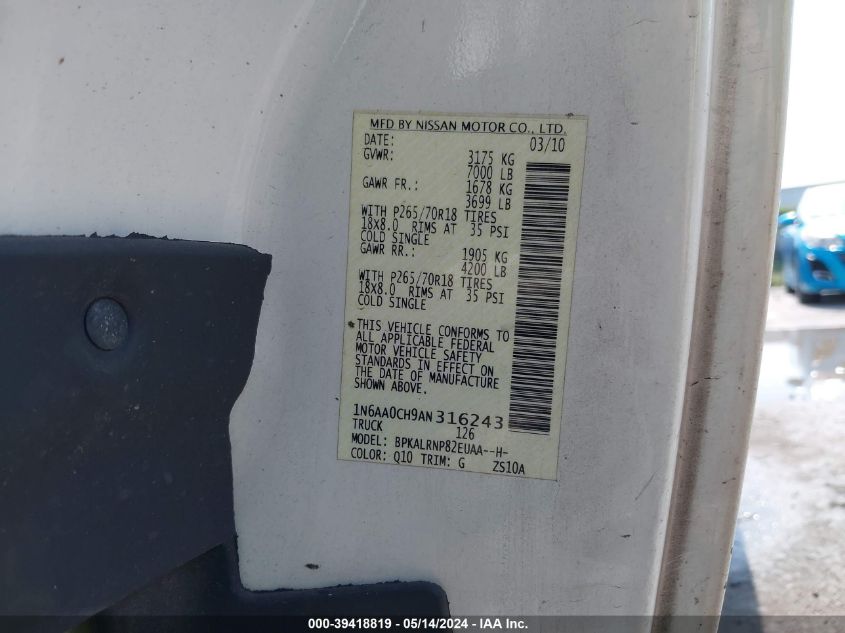 MFD BY NISSAN MOTOR CO., LTD.
DATE: 03/10
GVWR: 3175 KG
7000 LB
GAWR FR.: 1678 KG
3699 LB
WITH P265/70R18 TIRES
18X8.0 RIMS AT 35 PSI
COLD SINGLE
GAWR RR.: 1905 KG
4200 LB
WITH P265/70R18 TIRES
18X8.0 RIMS AT 35 PSI
COLD SINGLE
*THIS VEHICLE CONFORMS TO
ALL APPLICABLE FEDERAL
MOTOR VEHICLE SAFETY
STANDARDS IN EFFECT ON
THE DATE OF MANUFACTURE
SHOWN ABOVE.
1N6AA0CH9AN316243
TRUCK 126
MODEL: BPKALRNP82EUAA--H-
COLOR: Q10 TRIM: G ZS10A
000-39418819 - 05/14/2024 - IAA Inc.